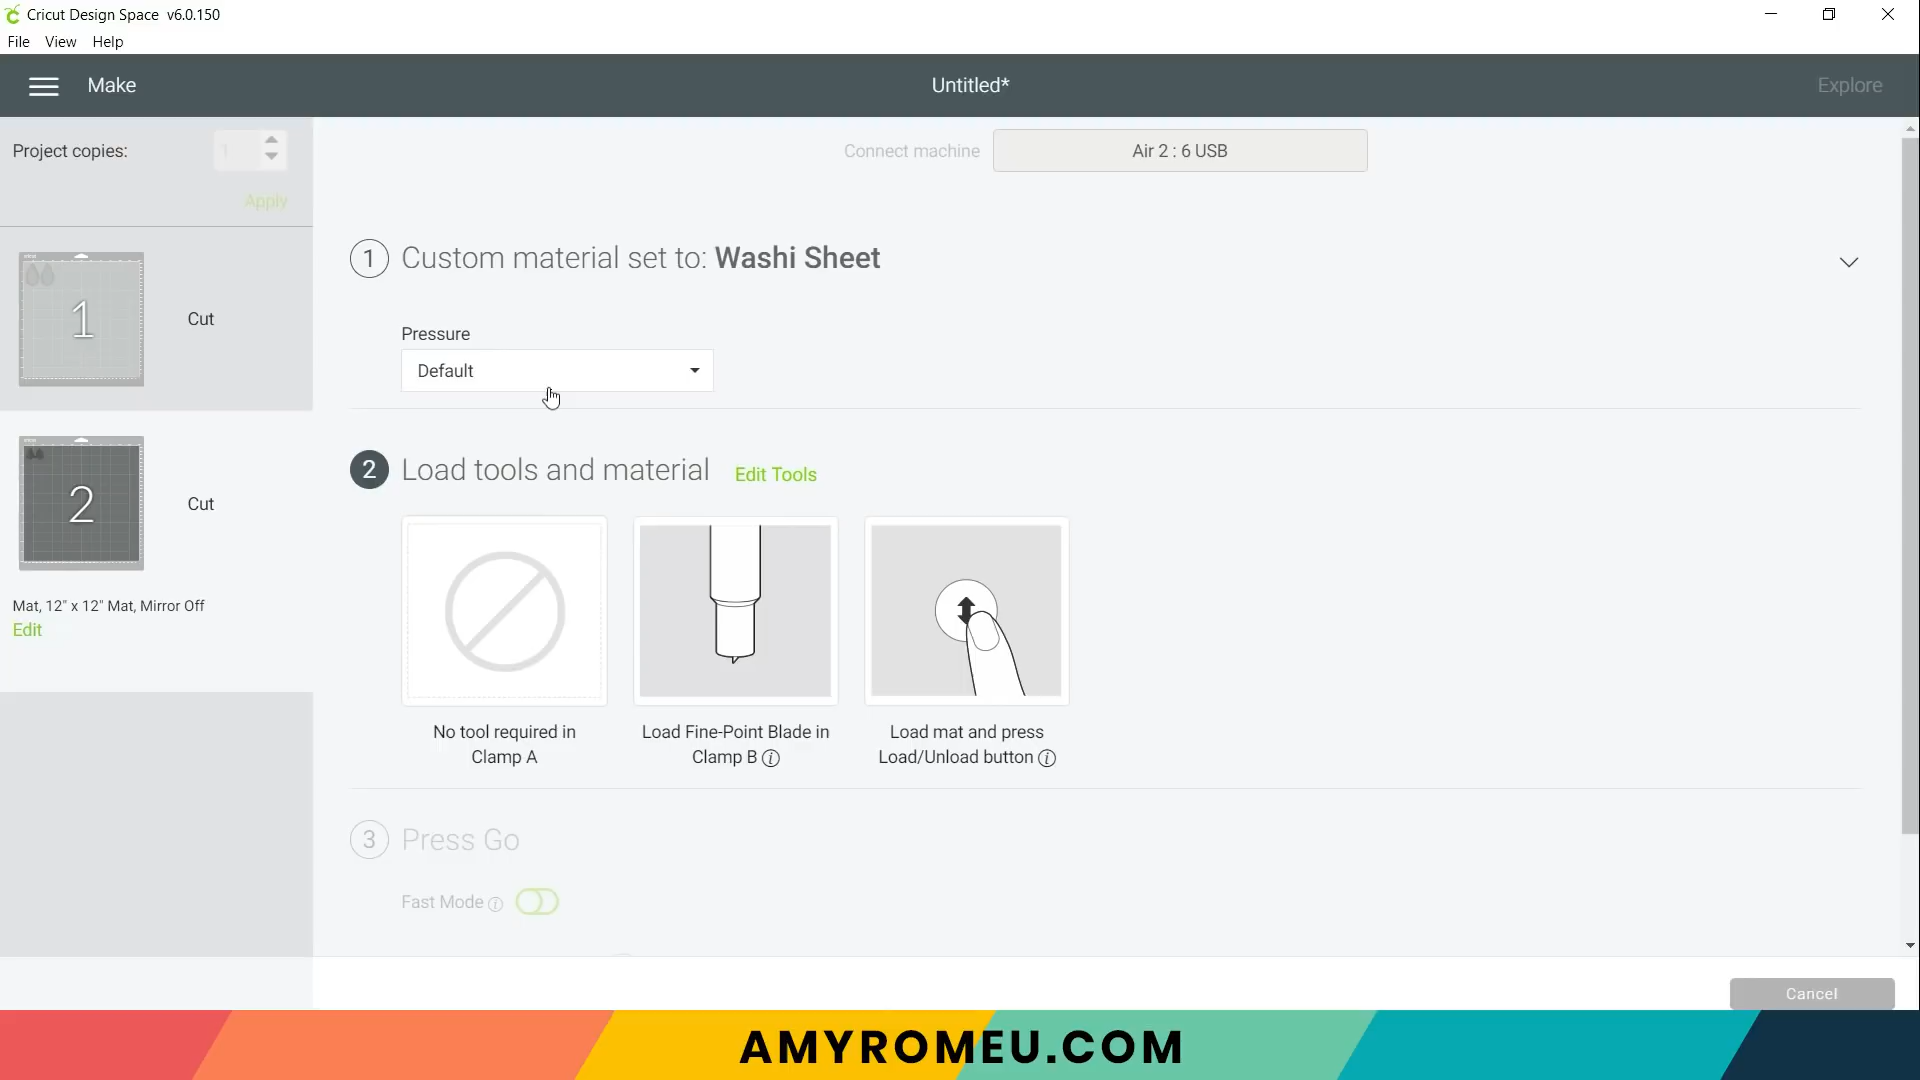 Cricut Design Space v6.0.150
File View Help
Make
Untitled*
Explore
Project copies:
1
Apply
Connect machine
Air 2 : 6 USB
1
Cut
2
Cut
Mat, 12" x 12" Mat, Mirror Off
Edit
1 Custom material set to: Washi Sheet
Pressure
Default
2 Load tools and material Edit Tools
No tool required in
Clamp A
Load Fine-Point Blade in
Clamp B
Load mat and press
Load/Unload button
3 Press Go
Fast Mode
Cancel
AMYROMEU.COM